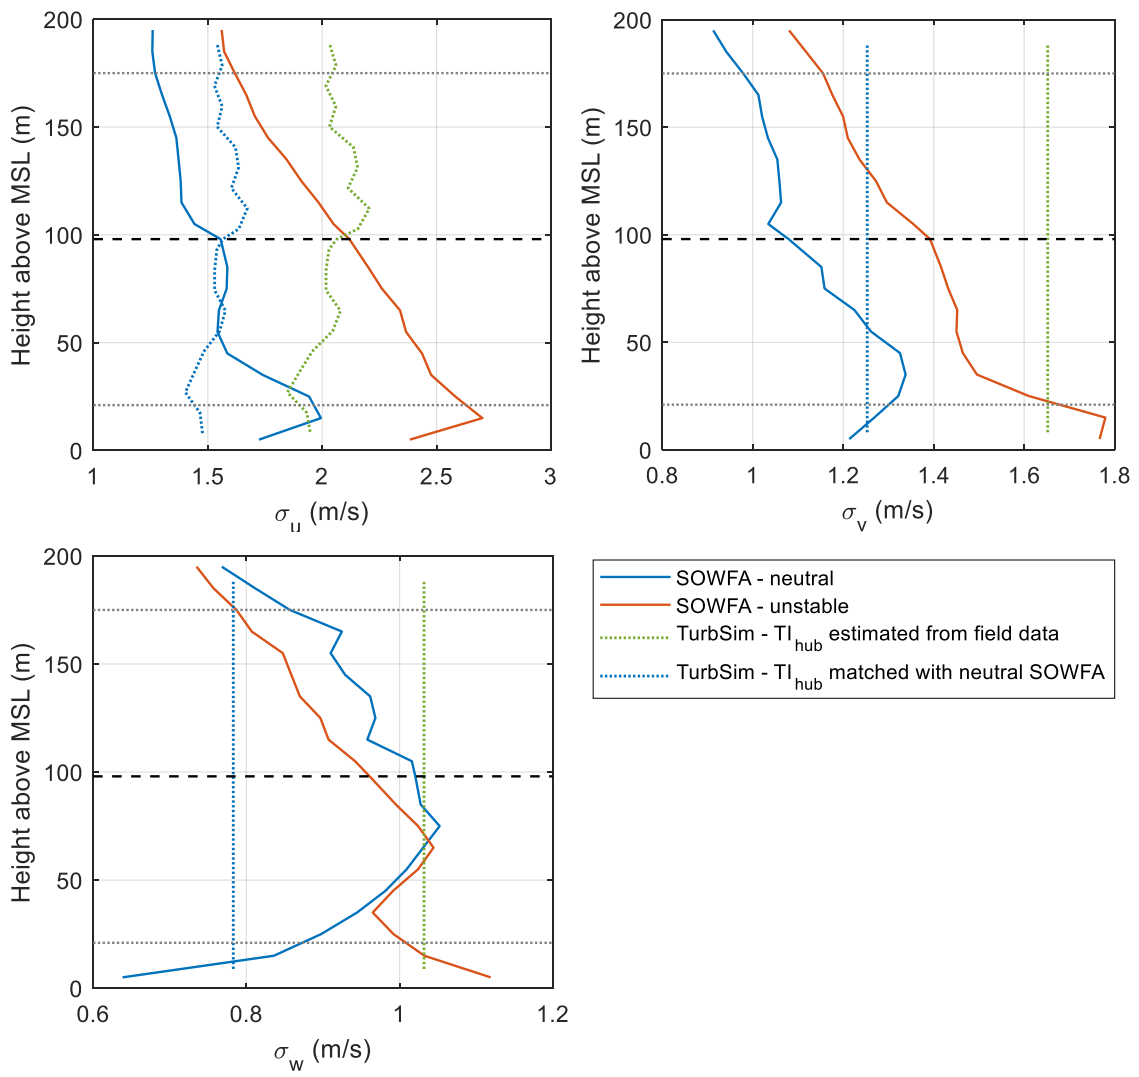 200
150
100
50
0
Height above MSL (m)
1 1.5 2 2.5 3
σu (m/s)
200
150
100
50
0
Height above MSL (m)
0.8 1 1.2 1.4 1.6 1.8
σv (m/s)
200
150
100
50
0
Height above MSL (m)
0.6 0.8 1 1.2
σw (m/s)
SOWFA - neutral
SOWFA - unstable
TurbSim - TIhub estimated from field data
TurbSim - TIhub matched with neutral SOWFA